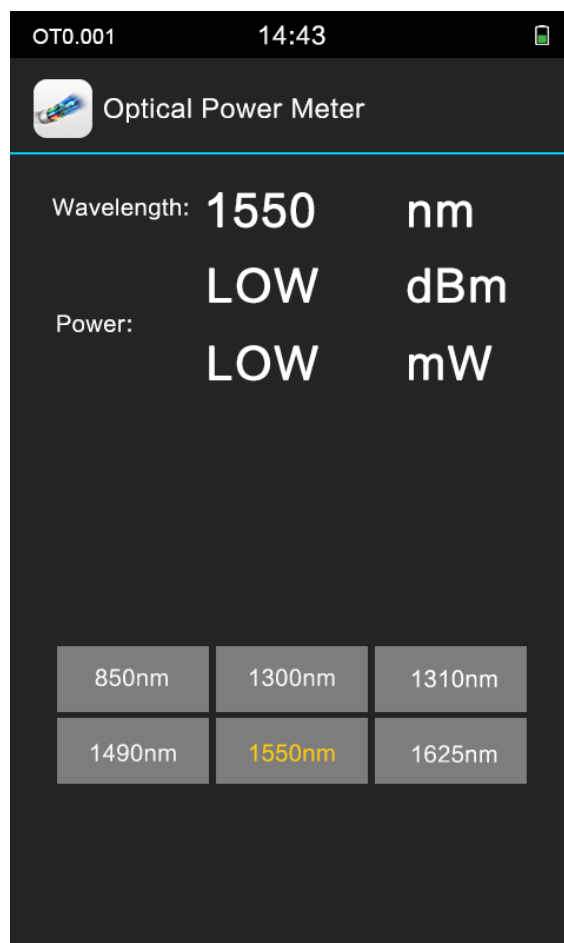 OT0.001 14:43
Optical Power Meter
Wavelength: 1550 nm
LOW dBm
Power:
LOW mW
850nm 1300nm 1310nm
1490nm 1550nm 1625nm